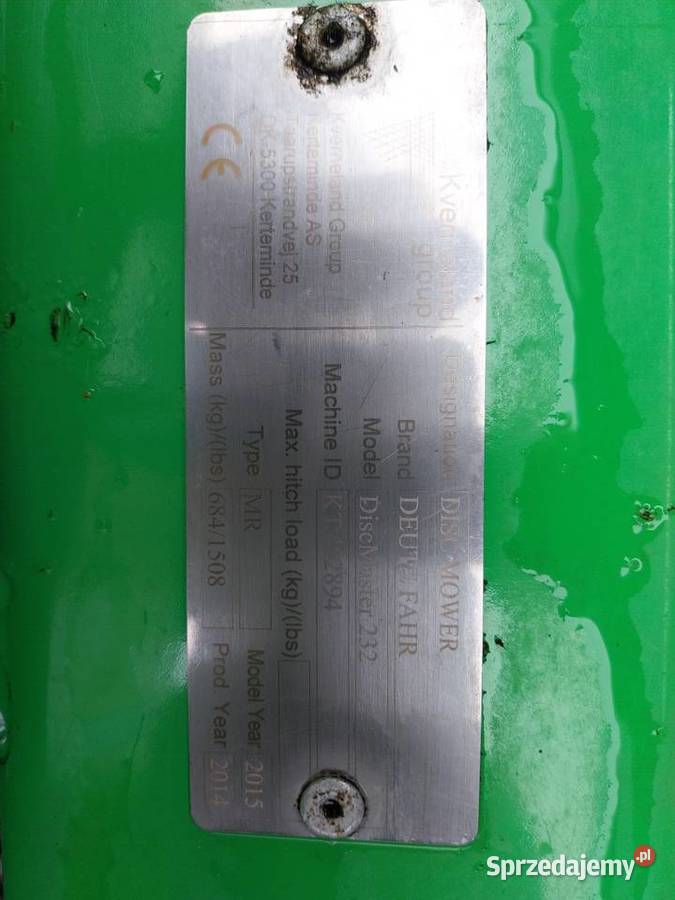 Kverneland
group
Kverneland Group
Kerteminde AS
Taarupstrandvej 25
DK-5300 Kerteminde
CE
Designation DISC MOWER
Brand DEUTZ FAHR
Model DiscMaster 232
Machine ID 2894
Max. hitch load (kg)/(lbs)
Type MR Model Year 2015
Mass (kg)/(lbs) 684/1508 Prod Year 2014
Sprzedajemy.pl